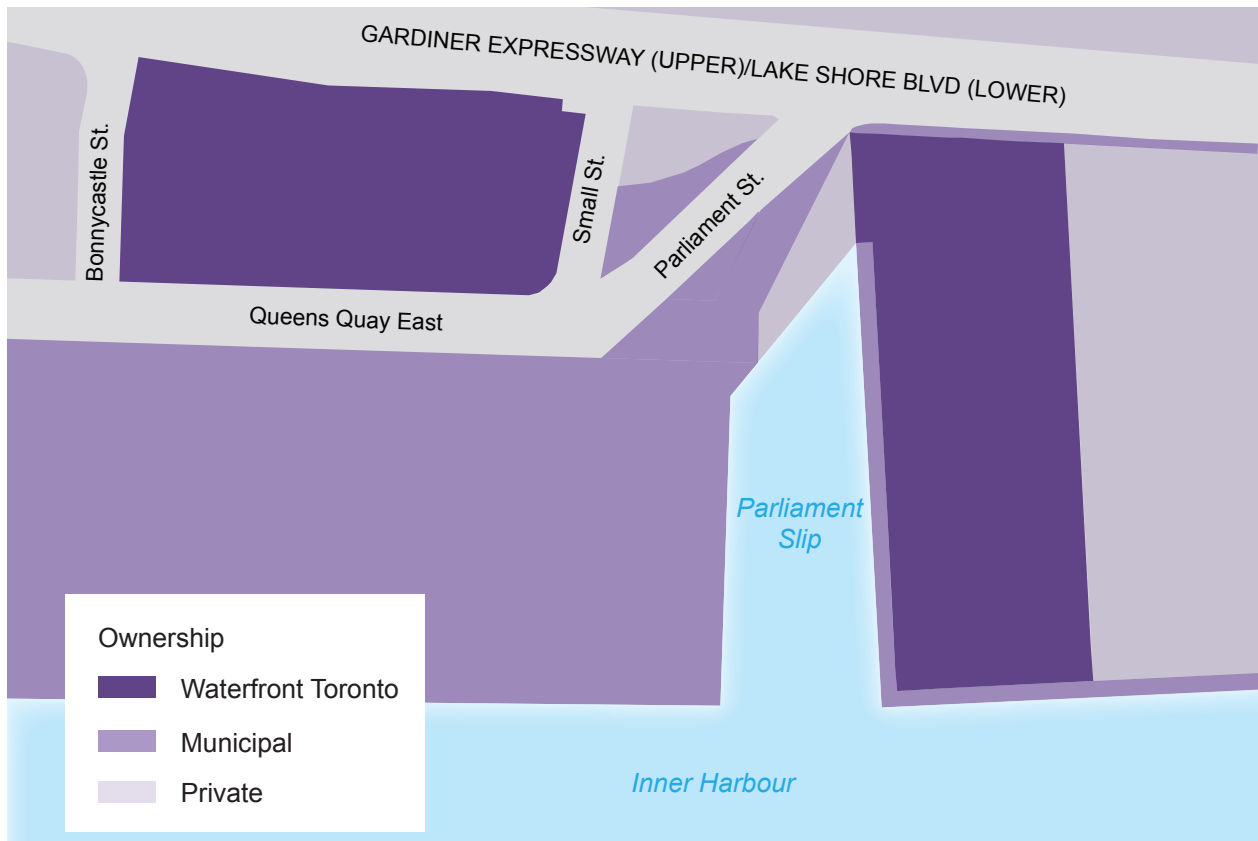 GARDINER EXPRESSWAY (UPPER)/LAKE SHORE BLVD (LOWER)
Bonnycastle St.
Small St.
Parliament St.
Queens Quay East
Parliament
Slip
Ownership
Waterfront Toronto
Municipal
Private
Inner Harbour